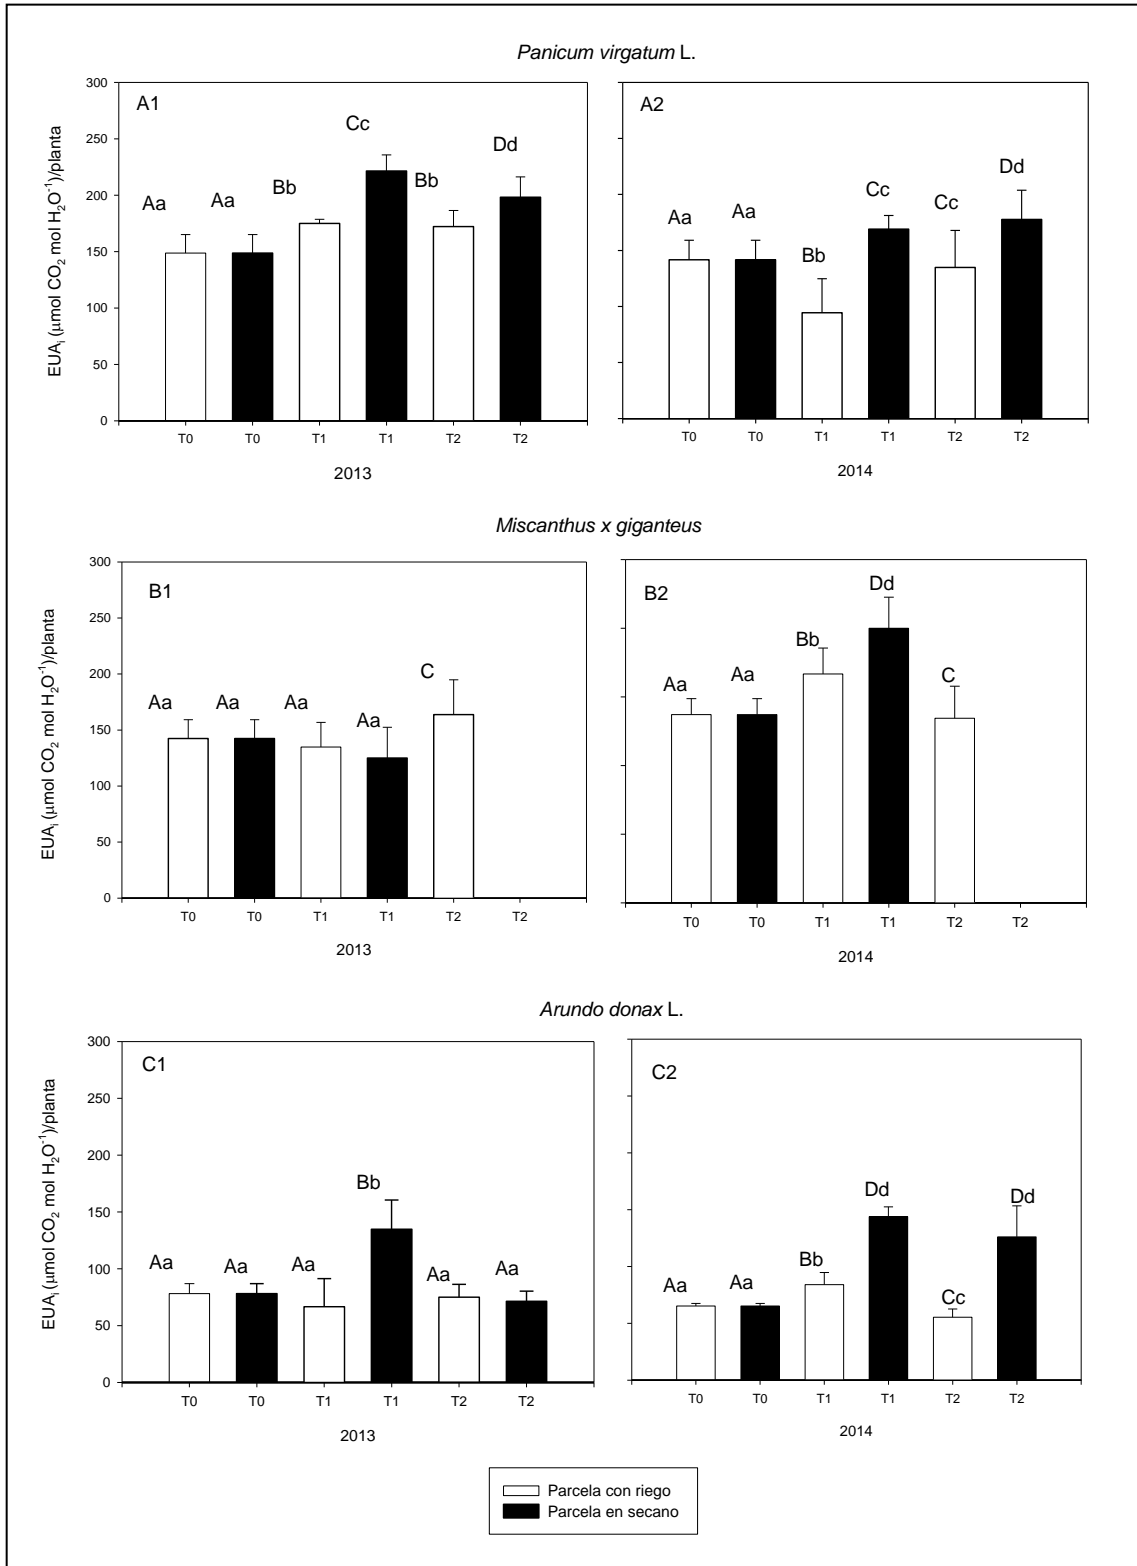 Panicum virgatum L.
EUAi (μmol CO2 mol H2O-1)/planta
A1
300
250
200
150
100
50
0
Aa
Aa
Bb
Cc
Bb
Dd
T0
T0
T1
T1
T2
T2
2013
A2
Aa
Aa
Bb
Cc
Cc
Dd
T0
T0
T1
T1
T2
T2
2014
Miscanthus x giganteus
EUAi (μmol CO2 mol H2O-1)/planta
B1
300
250
200
150
100
50
0
Aa
Aa
Aa
Aa
C
T0
T0
T1
T1
T2
T2
2013
B2
Aa
Aa
Bb
Dd
C
T0
T0
T1
T1
T2
T2
2014
Arundo donax L.
EUAi (μmol CO2 mol H2O-1)/planta
C1
300
250
200
150
100
50
0
Aa
Aa
Aa
Bb
Aa
Aa
T0
T0
T1
T1
T2
T2
2013
C2
Aa
Aa
Bb
Dd
Cc
Dd
T0
T0
T1
T1
T2
T2
2014
Parcela con riego
Parcela en secano